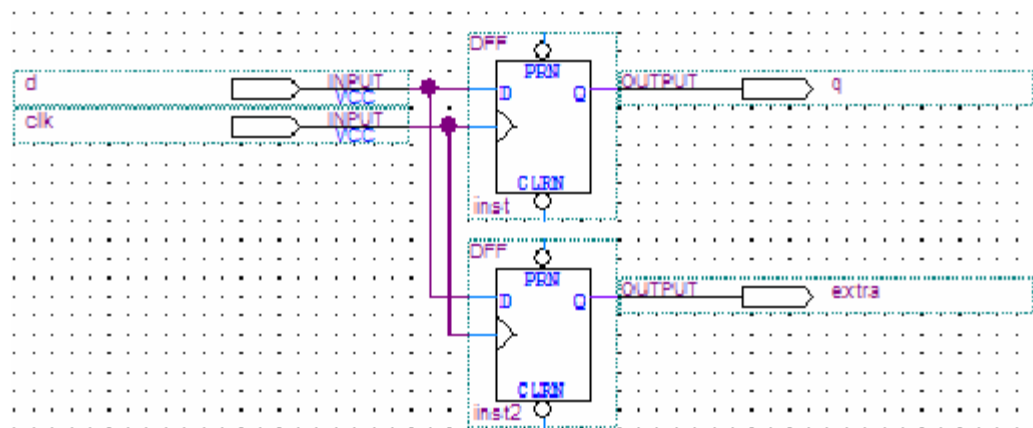 DFF
PRN
d INPUT VCC D Q OUTPUT q
clk INPUT VCC
CLRN
inst
DFF
PRN
D Q OUTPUT extra
CLRN
inst2